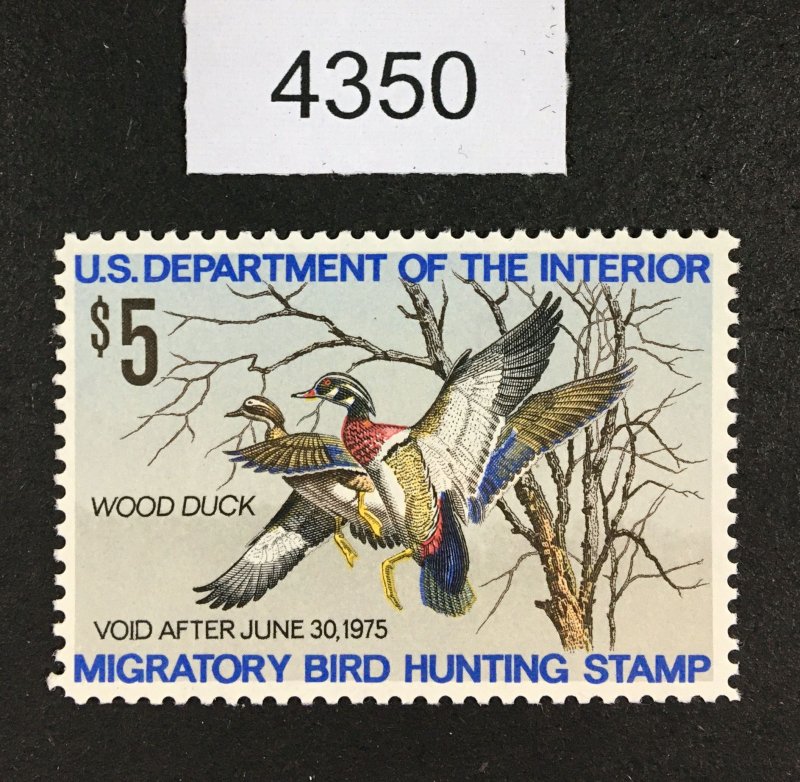 4350
U.S. DEPARTMENT OF THE INTERIOR
$5
WOOD DUCK
VOID AFTER JUNE 30, 1975
MIGRATORY BIRD HUNTING STAMP